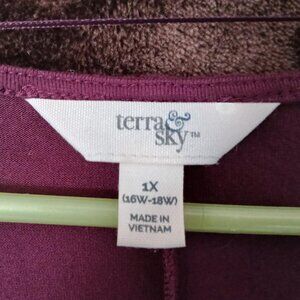 terra &
sky™
1X
(16W-18W)
MADE IN
VIETNAM